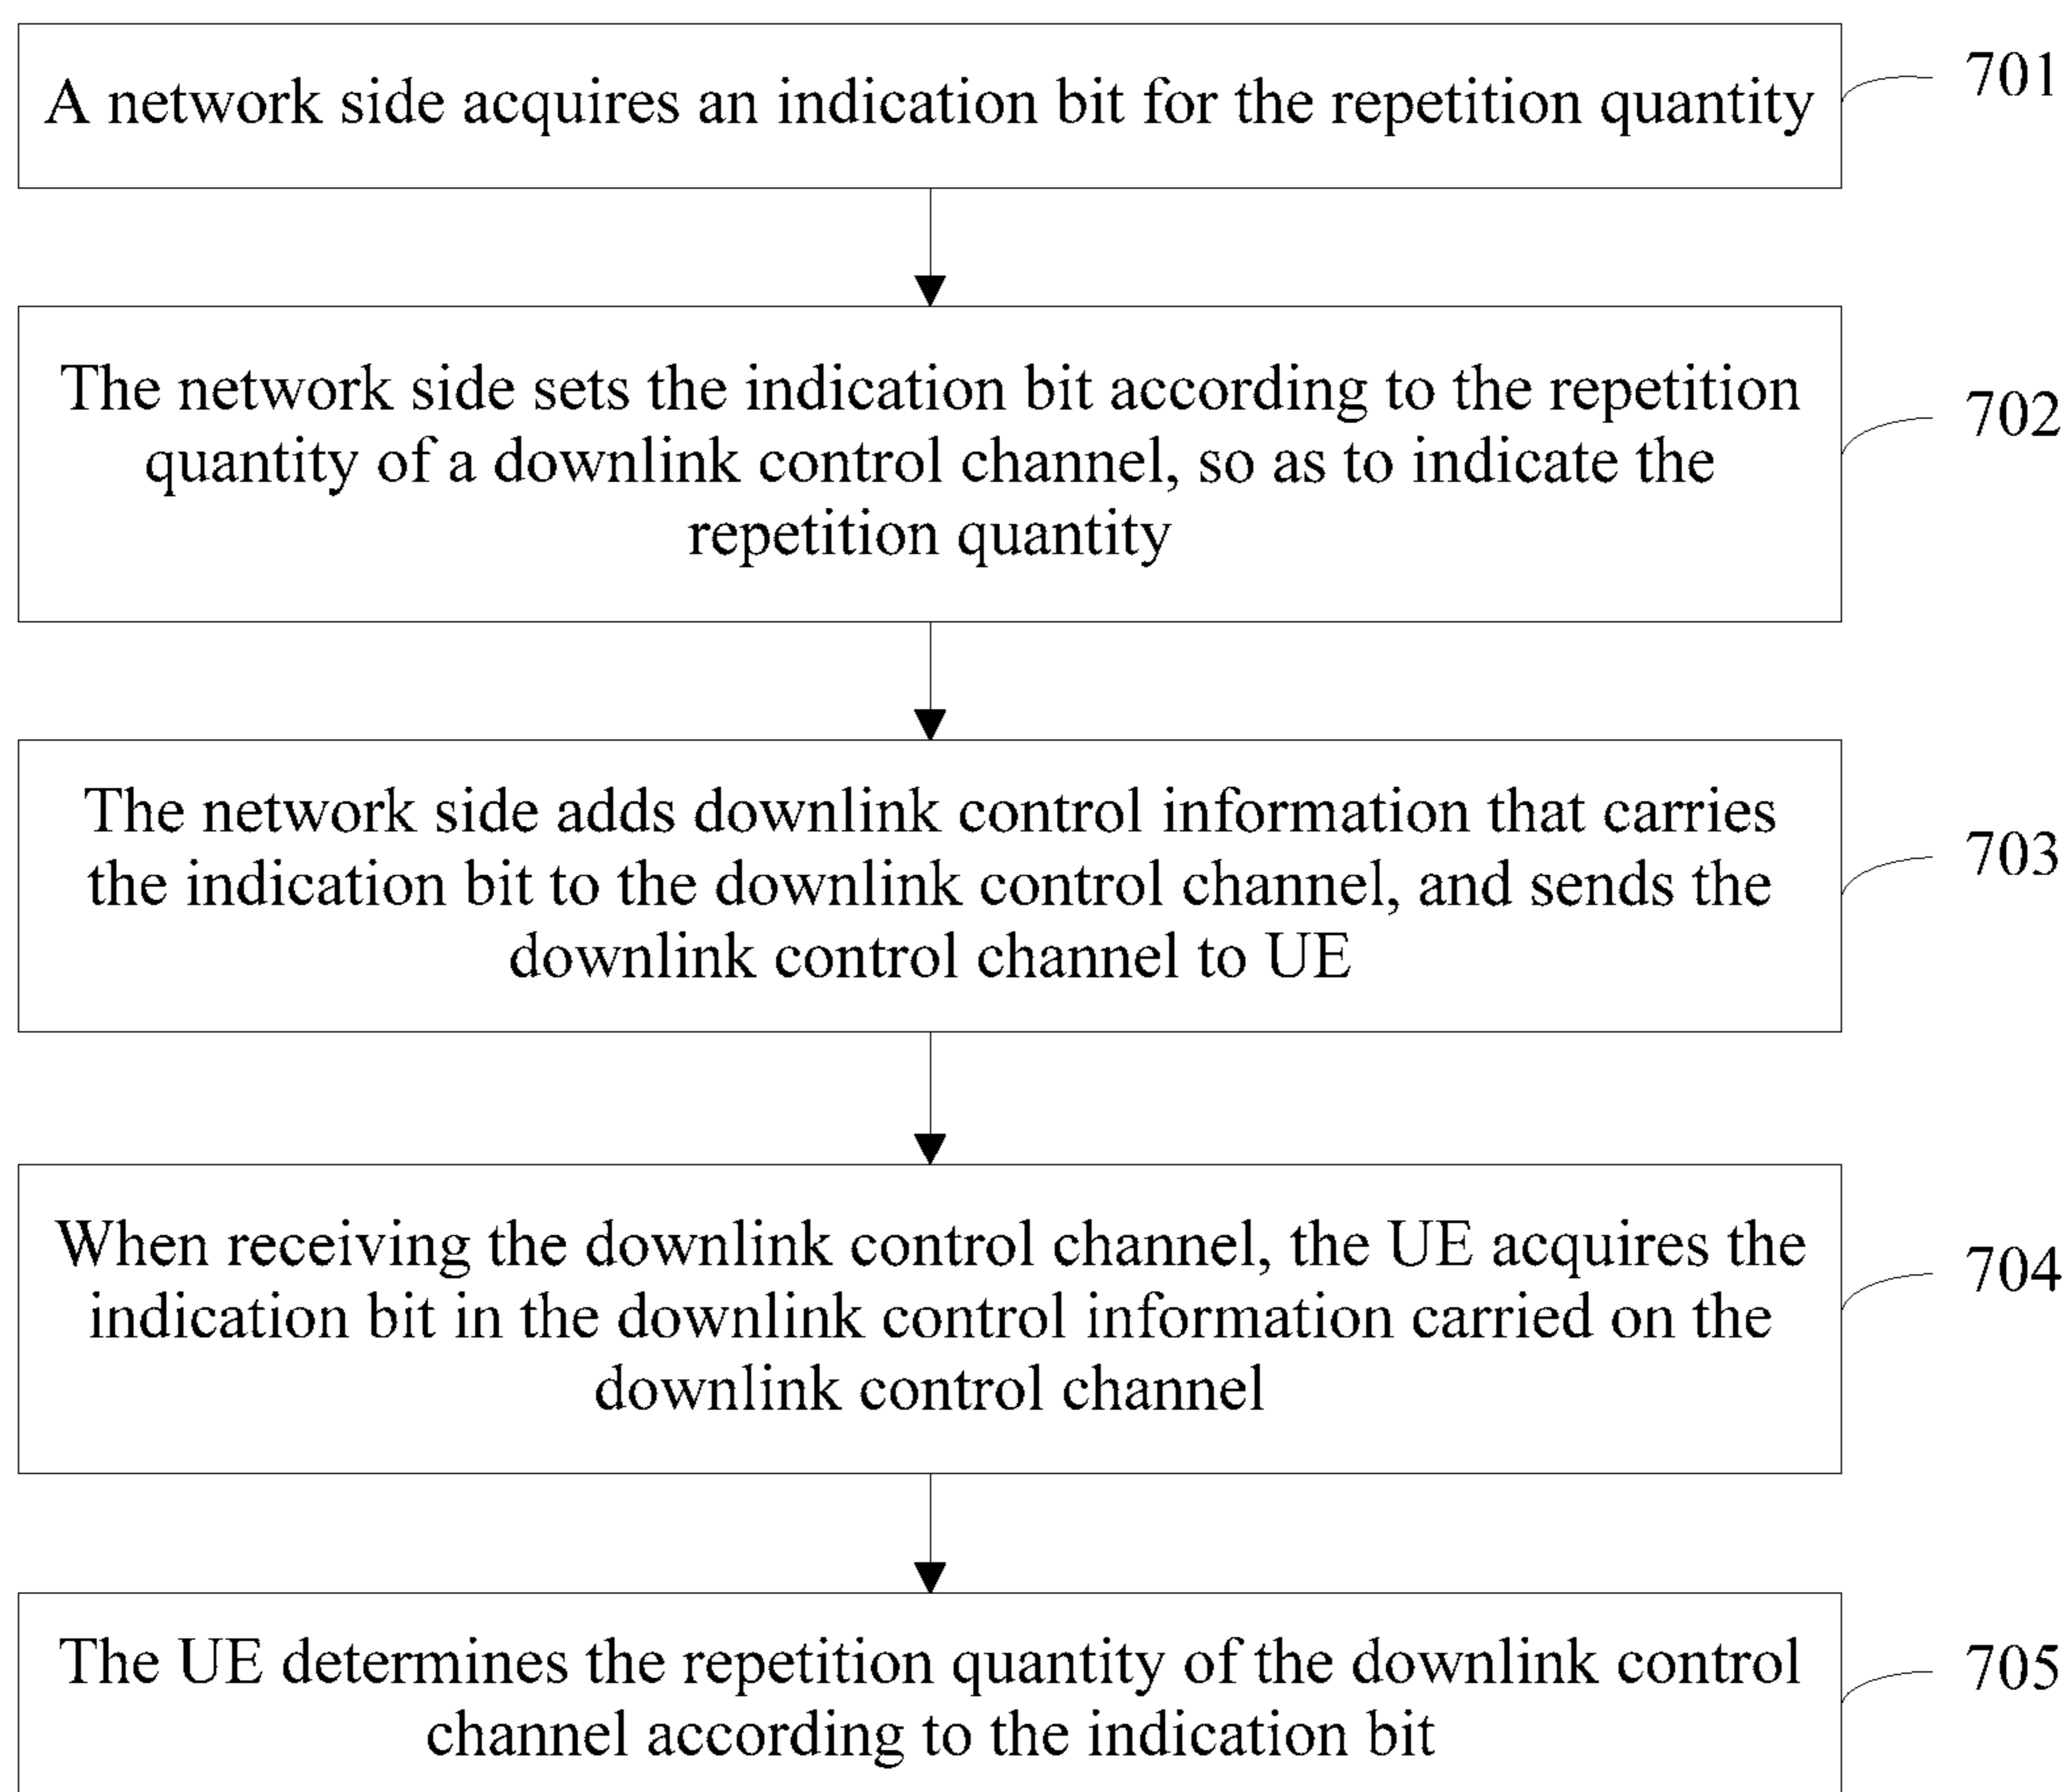 A network side acquires an indication bit for the repetition quantity
701
The network side sets the indication bit according to the repetition
quantity of a downlink control channel, so as to indicate the
repetition quantity
702
The network side adds downlink control information that carries
the indication bit to the downlink control channel, and sends the
downlink control channel to UE
703
When receiving the downlink control channel, the UE acquires the
indication bit in the downlink control information carried on the
downlink control channel
704
The UE determines the repetition quantity of the downlink control
channel according to the indication bit
705